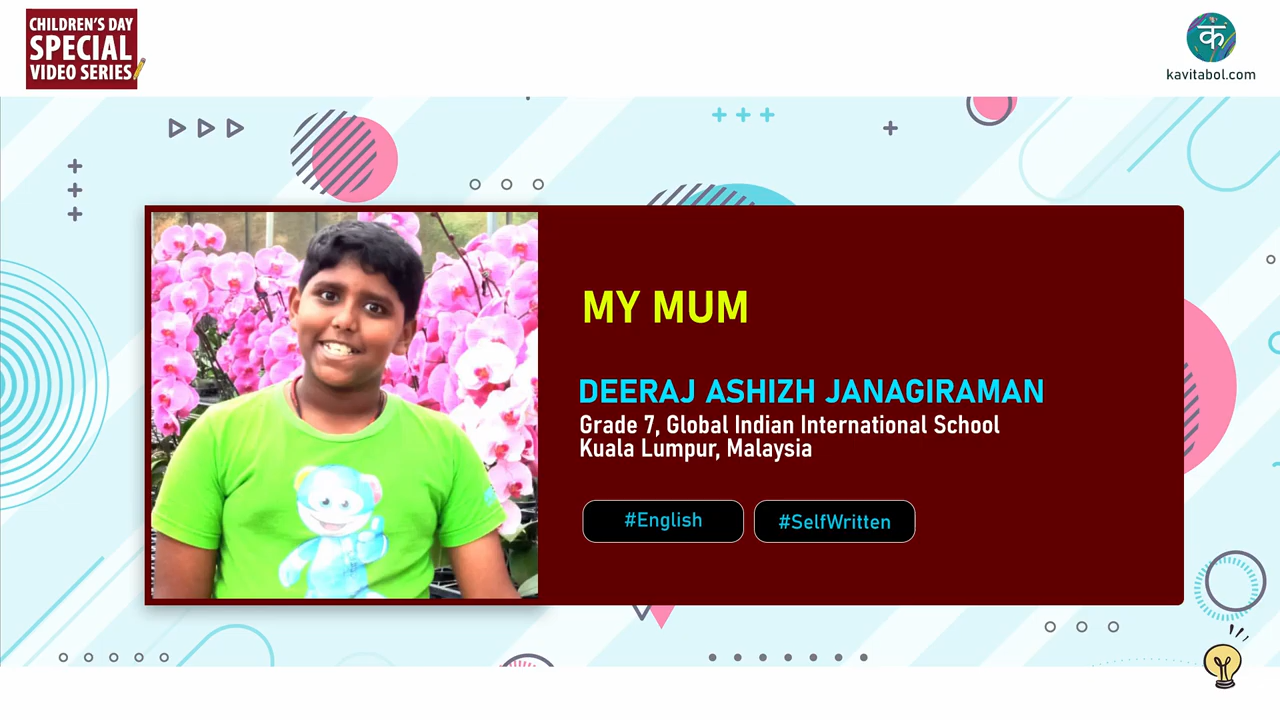 CHILDREN'S DAY
SPECIAL
VIDEO SERIES
क
kavitabol.com
MY MUM
DEERAJ ASHIZH JANAGIRAMAN
Grade 7, Global Indian International School
Kuala Lumpur, Malaysia
#English
#SelfWritten